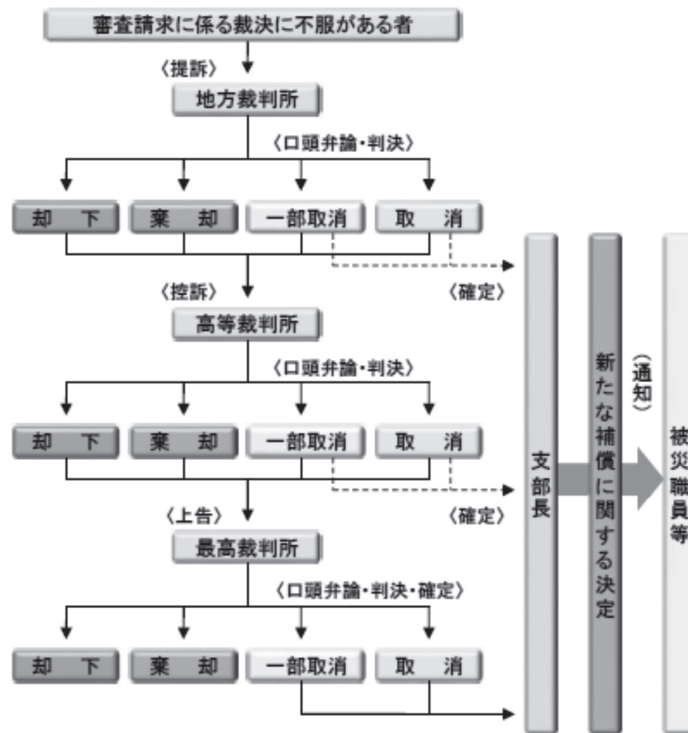 審査請求に係る裁決に不服がある者
〈提訴〉
地方裁判所
〈口頭弁論・判決〉
却 下
棄 却
一部取消
取 消
〈確定〉
〈控訴〉
高等裁判所
〈口頭弁論・判決〉
却 下
棄 却
一部取消
取 消
〈確定〉
〈上告〉
最高裁判所
〈口頭弁論・判決・確定〉
却 下
棄 却
一部取消
取 消
支部長
新たな補償に関する決定
(通知)
被災職員等